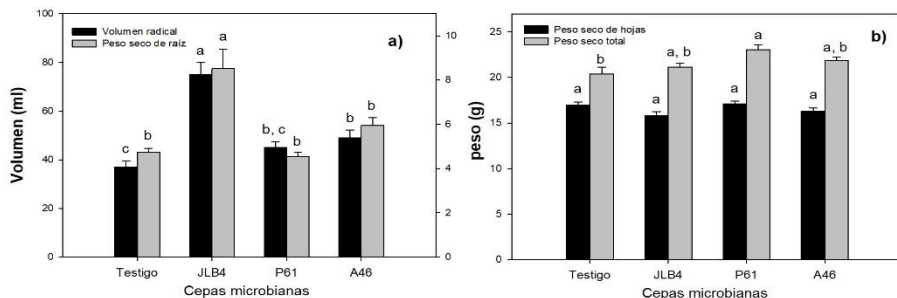 a)
Volumen radical
Peso seco de raíz
Volumen (ml)
100
80
60
40
20
0
10
8
6
4
2
0
c b
a a
b, c b
b b
Testigo JLB4 P61 A46
Cepas microbianas
b)
Peso seco de hojas
Peso seco total
peso (g)
25
20
15
10
5
0
a b
a a, b
a a
a a, b
Testigo JLB4 P61 A46
Cepas microbianas